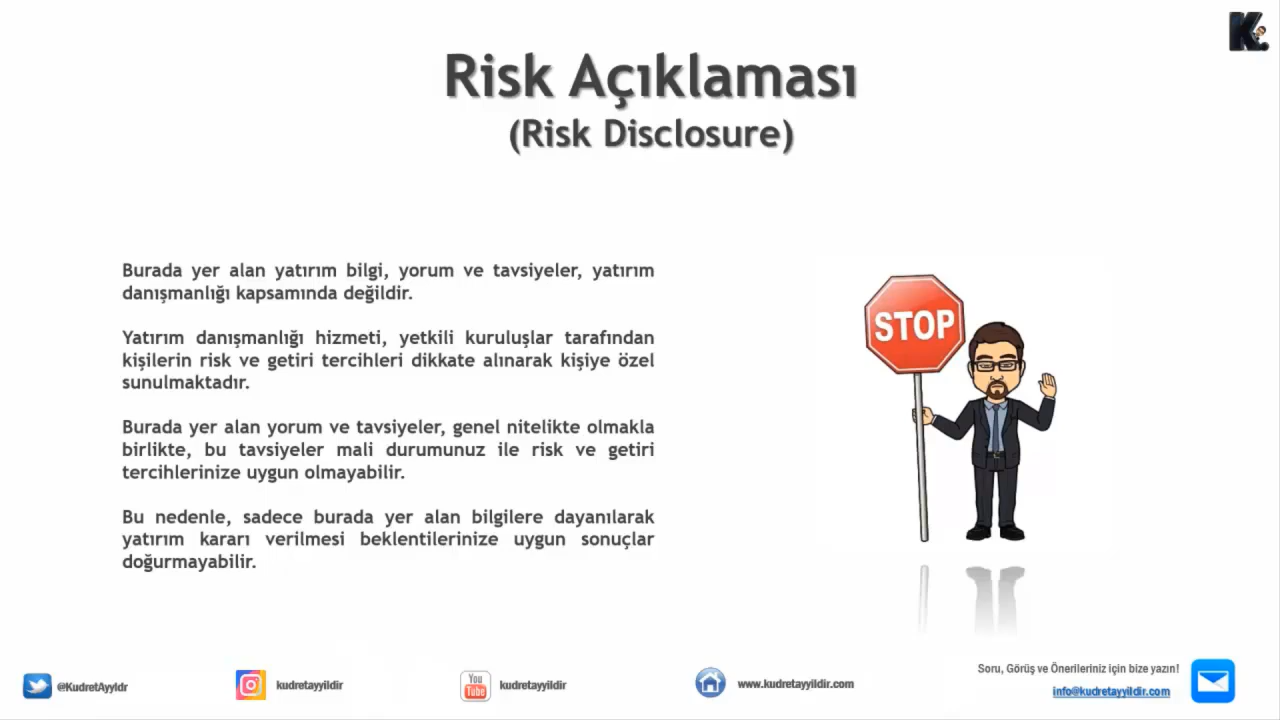 K
Risk Açıklaması
(Risk Disclosure)
Burada yer alan yatırım bilgi, yorum ve tavsiyeler, yatırım
danışmanlığı kapsamında değildir.
Yatırım danışmanlığı hizmeti, yetkili kuruluşlar tarafından
kişilerin risk ve getiri tercihleri dikkate alınarak kişiye özel
sunulmaktadır.
Burada yer alan yorum ve tavsiyeler, genel nitelikte olmakla
birlikte, bu tavsiyeler mali durumunuz ile risk ve getiri
tercihlerinize uygun olmayabilir.
Bu nedenle, sadece burada yer alan bilgilere dayanılarak
yatırım kararı verilmesi beklentilerinize uygun sonuçlar
doğurmayabilir.
STOP
@KudretAyyldr
kudretayyildir
You Tube
kudretayyildir
www.kudretayyildir.com
Soru, Görüş ve Önerileriniz için bize yazın!
info@kudretayyildir.com